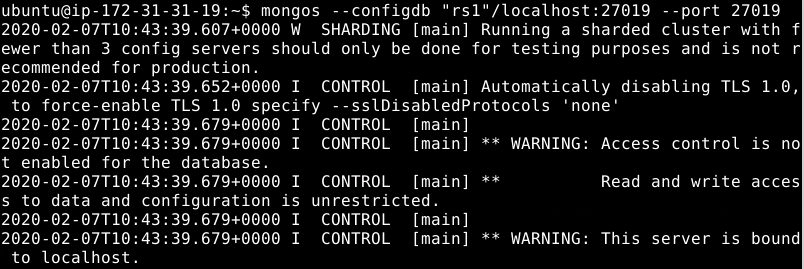 ubuntu@ip-172-31-31-19:~$ mongos --configdb "rs1"/localhost:27019 --port 27019
2020-02-07T10:43:39.607+0000 W  SHARDING [main] Running a sharded cluster with f
ewer than 3 config servers should only be done for testing purposes and is not r
ecommended for production.
2020-02-07T10:43:39.652+0000 I  CONTROL  [main] Automatically disabling TLS 1.0,
 to force-enable TLS 1.0 specify --sslDisabledProtocols 'none'
2020-02-07T10:43:39.679+0000 I  CONTROL  [main]
2020-02-07T10:43:39.679+0000 I  CONTROL  [main] ** WARNING: Access control is no
t enabled for the database.
2020-02-07T10:43:39.679+0000 I  CONTROL  [main] **          Read and write acces
s to data and configuration is unrestricted.
2020-02-07T10:43:39.679+0000 I  CONTROL  [main]
2020-02-07T10:43:39.679+0000 I  CONTROL  [main] ** WARNING: This server is bound
 to localhost.